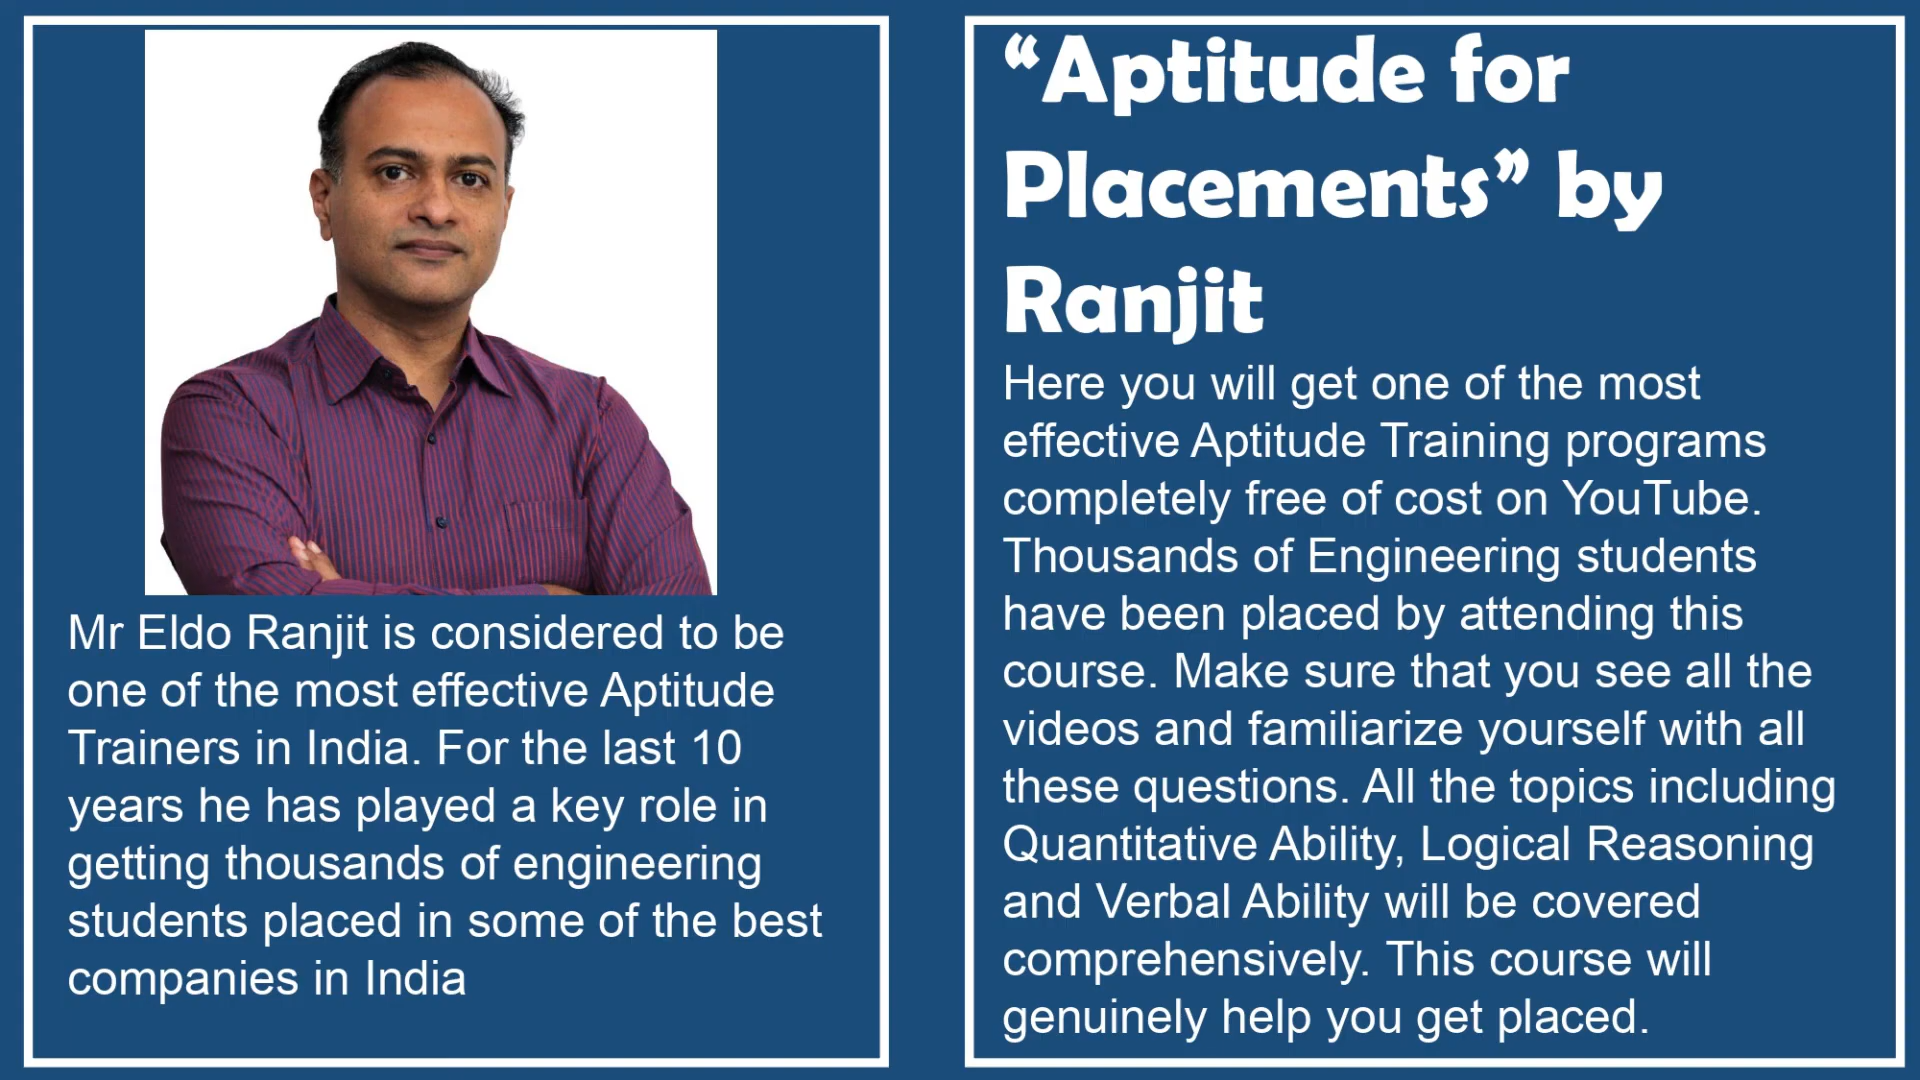 Mr Eldo Ranjit is considered to be
one of the most effective Aptitude
Trainers in India. For the last 10
years he has played a key role in
getting thousands of engineering
students placed in some of the best
companies in India
“Aptitude for
Placements” by
Ranjit
Here you will get one of the most
effective Aptitude Training programs
completely free of cost on YouTube.
Thousands of Engineering students
have been placed by attending this
course. Make sure that you see all the
videos and familiarize yourself with all
these questions. All the topics including
Quantitative Ability, Logical Reasoning
and Verbal Ability will be covered
comprehensively. This course will
genuinely help you get placed.